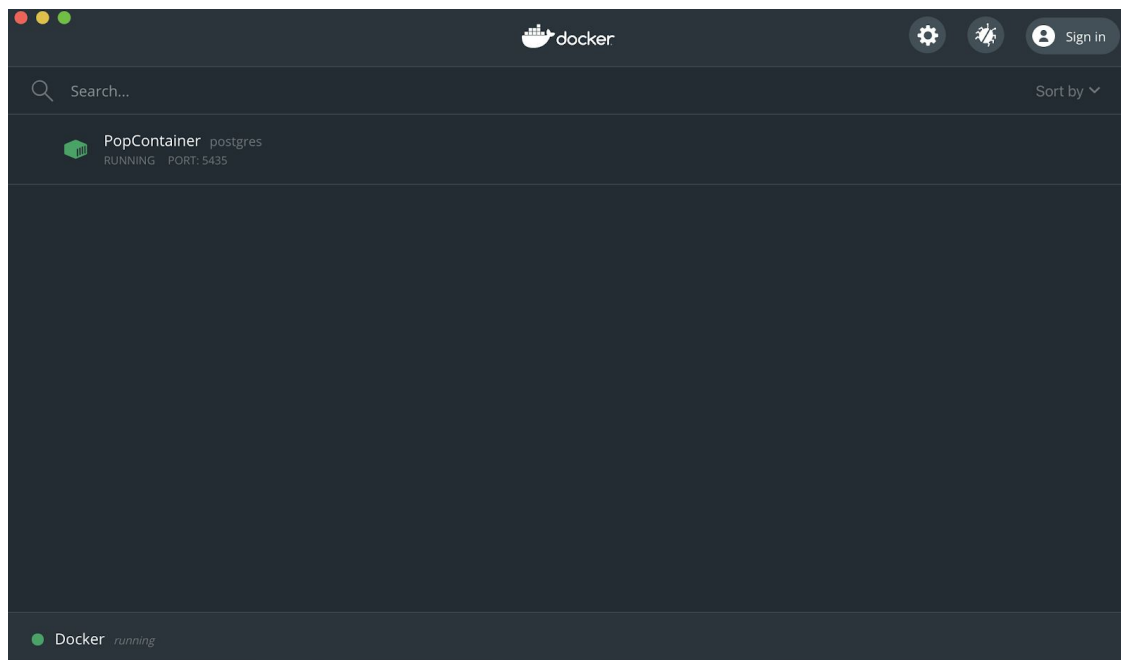 docker
Sign in
Search...
Sort by
PopContainer postgres
RUNNING PORT: 5435
Docker running